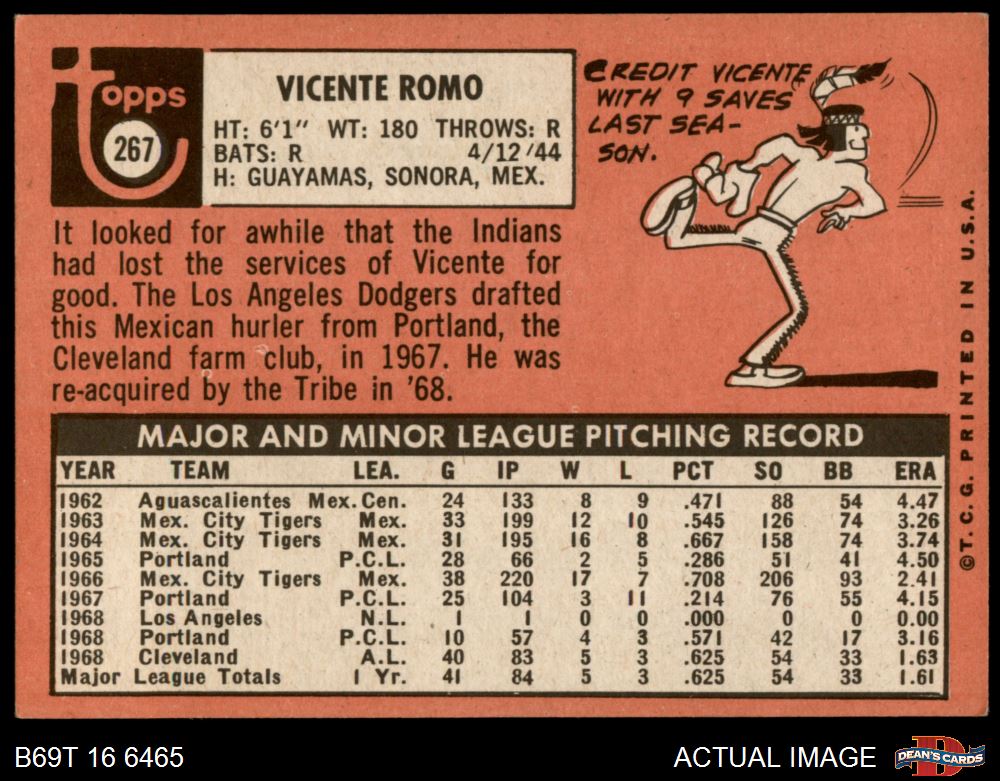 topps
267
VICENTE ROMO
HT: 6'1" WT: 180 THROWS: R
BATS: R 4/12/44
H: GUAYAMAS, SONORA, MEX.
CREDIT VICENTE
WITH 9 SAVES
LAST SEA-
SON.
It looked for awhile that the Indians
had lost the services of Vicente for
good. The Los Angeles Dodgers drafted
this Mexican hurler from Portland, the
Cleveland farm club, in 1967. He was
re-acquired by the Tribe in '68.
©T. C. G. PRINTED IN U.S.A.
MAJOR AND MINOR LEAGUE PITCHING RECORD
YEAR TEAM LEA. G IP W L PCT SO BB ERA
1962 Aguascalientes Mex.Cen. 24 133 8 9 .471 88 54 4.47
1963 Mex. City Tigers Mex. 33 199 12 10 .545 126 74 3.26
1964 Mex. City Tigers Mex. 31 195 16 8 .667 158 74 3.74
1965 Portland P.C.L. 28 66 2 5 .286 51 41 4.50
1966 Mex. City Tigers Mex. 38 220 17 7 .708 206 93 2.41
1967 Portland P.C.L. 25 104 3 11 .214 76 55 4.15
1968 Los Angeles N.L. 1 1 0 0 .000 0 0 0.00
1968 Portland P.C.L. 10 57 4 3 .571 42 17 3.16
1968 Cleveland A.L. 40 83 5 3 .625 54 33 1.63
Major League Totals 1 Yr. 41 84 5 3 .625 54 33 1.61
B69T 16 6465
ACTUAL IMAGE
D
DEAN'S CARDS